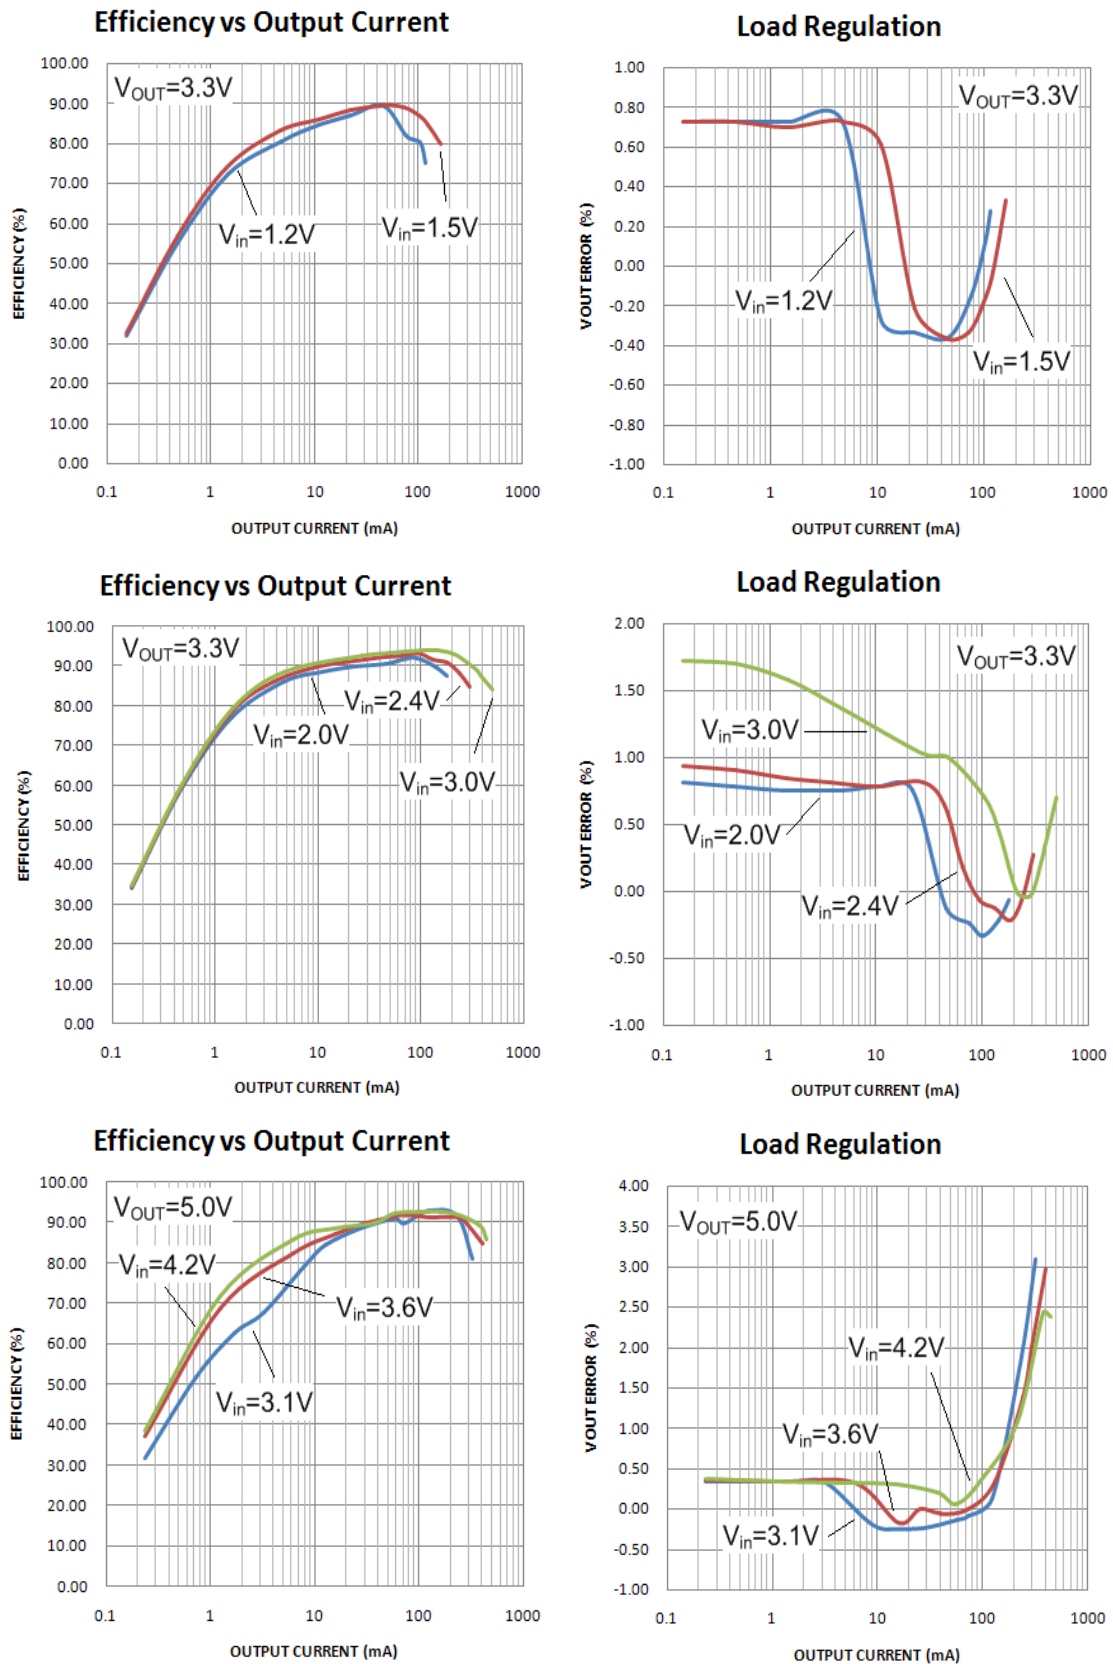 Efficiency vs Output Current
100.00
90.00
80.00
70.00
60.00
50.00
40.00
30.00
20.00
10.00
0.00
EFFICIENCY (%)
VOUT=3.3V
Vin=1.2V
Vin=1.5V
0.1 1 10 100 1000
OUTPUT CURRENT (mA)
Load Regulation
1.00
0.80
0.60
0.40
0.20
0.00
-0.20
-0.40
-0.60
-0.80
-1.00
VOUT ERROR (%)
VOUT=3.3V
Vin=1.2V
Vin=1.5V
0.1 1 10 100 1000
OUTPUT CURRENT (mA)
Efficiency vs Output Current
100.00
90.00
80.00
70.00
60.00
50.00
40.00
30.00
20.00
10.00
0.00
EFFICIENCY (%)
VOUT=3.3V
Vin=2.4V
Vin=2.0V
Vin=3.0V
0.1 1 10 100 1000
OUTPUT CURRENT (mA)
Load Regulation
2.00
1.50
1.00
0.50
0.00
-0.50
-1.00
VOUT ERROR (%)
VOUT=3.3V
Vin=3.0V
Vin=2.0V
Vin=2.4V
0.1 1 10 100 1000
OUTPUT CURRENT (mA)
Efficiency vs Output Current
100.00
90.00
80.00
70.00
60.00
50.00
40.00
30.00
20.00
10.00
0.00
EFFICIENCY (%)
VOUT=5.0V
Vin=4.2V
Vin=3.6V
Vin=3.1V
0.1 1 10 100 1000
OUTPUT CURRENT (mA)
Load Regulation
4.00
3.50
3.00
2.50
2.00
1.50
1.00
0.50
0.00
-0.50
-1.00
VOUT ERROR (%)
VOUT=5.0V
Vin=4.2V
Vin=3.6V
Vin=3.1V
0.1 1 10 100 1000
OUTPUT CURRENT (mA)